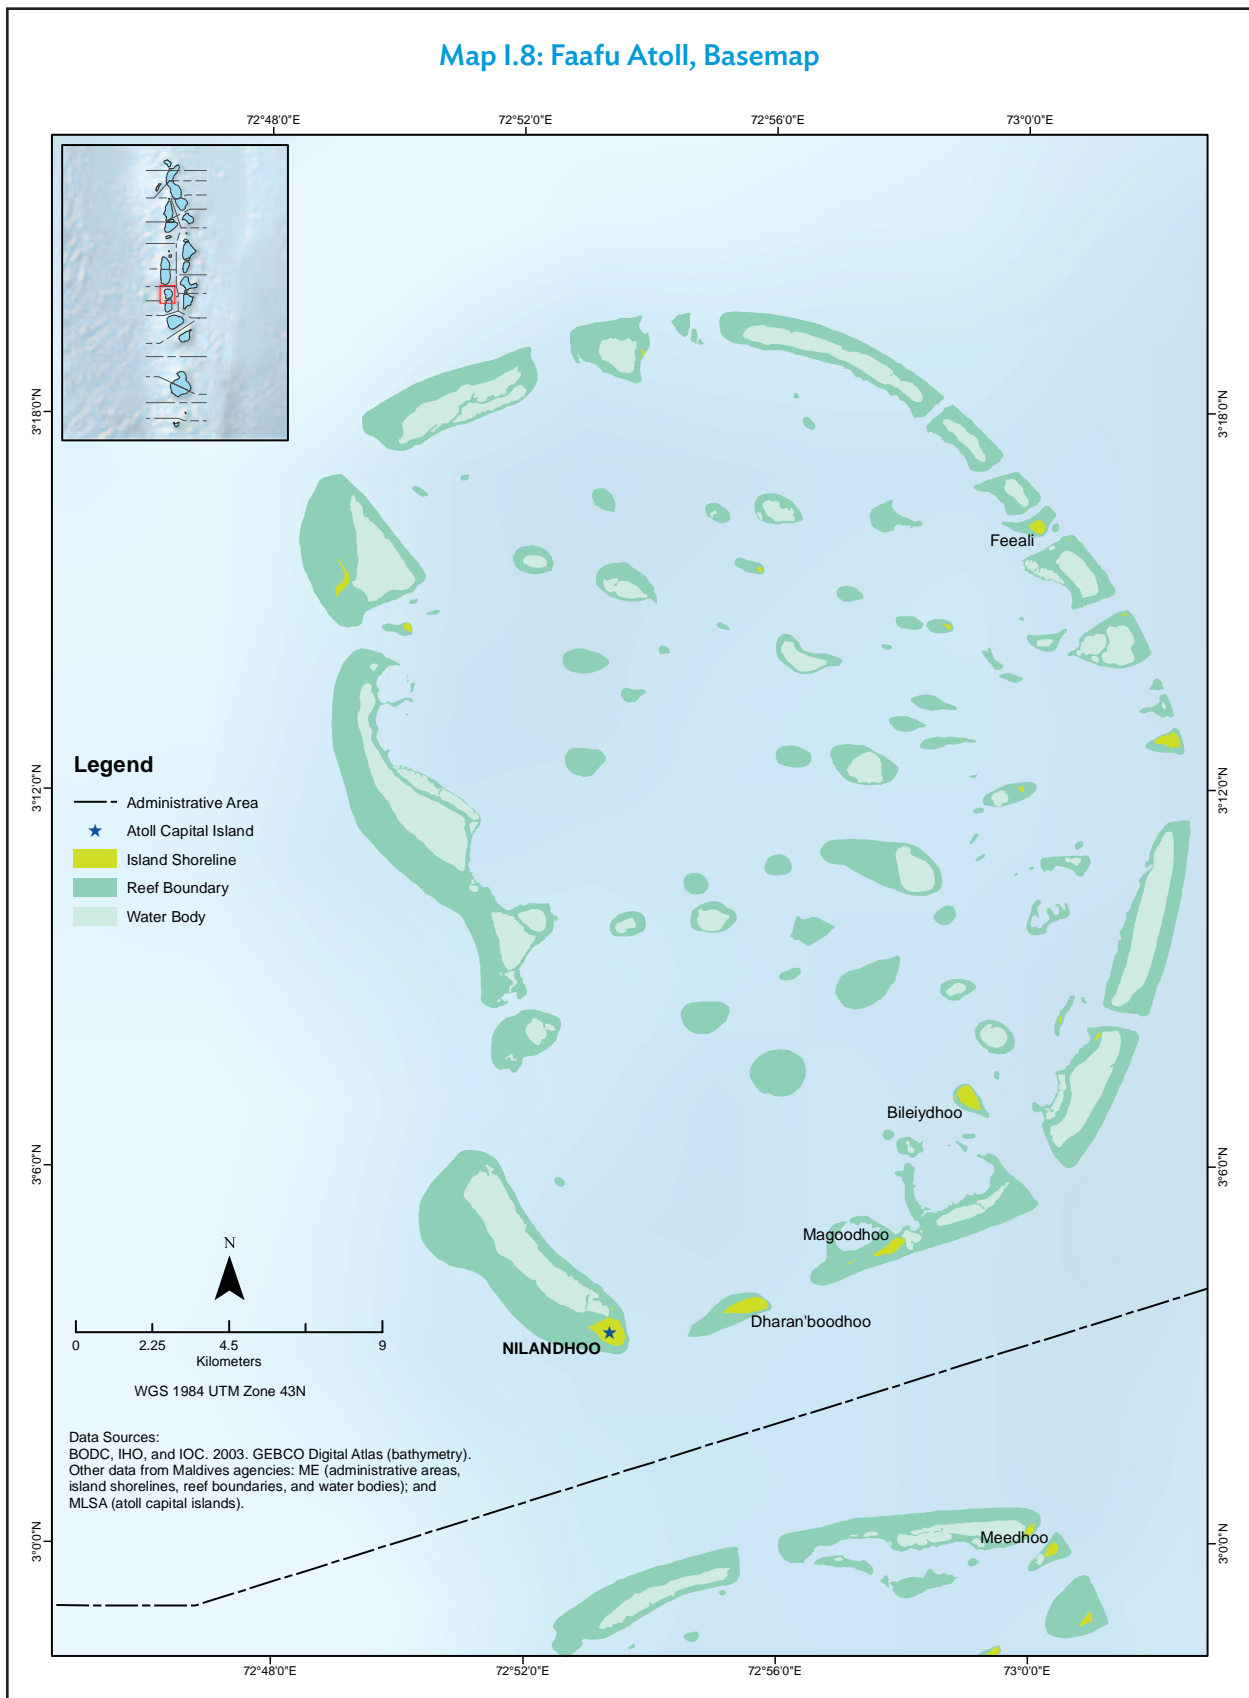 Map I.8: Faafu Atoll, Basemap
72°48'0"E
72°52'0"E
72°56'0"E
73°0'0"E
3°18'0"N
3°18'0"N
Feeali
3°12'0"N
3°12'0"N
Legend
Administrative Area
Atoll Capital Island
Island Shoreline
Reef Boundary
Water Body
Bileiydhoo
3°6'0"N
3°6'0"N
Magoodhoo
Dharan'boodhoo
NILANDHOO
N
0
2.25
4.5
9
Kilometers
WGS 1984 UTM Zone 43N
Data Sources:
BODC, IHO, and IOC. 2003. GEBCO Digital Atlas (bathymetry).
Other data from Maldives agencies: ME (administrative areas,
island shorelines, reef boundaries, and water bodies); and
MLSA (atoll capital islands).
3°0'0"N
3°0'0"N
Meedhoo
72°48'0"E
72°52'0"E
72°56'0"E
73°0'0"E